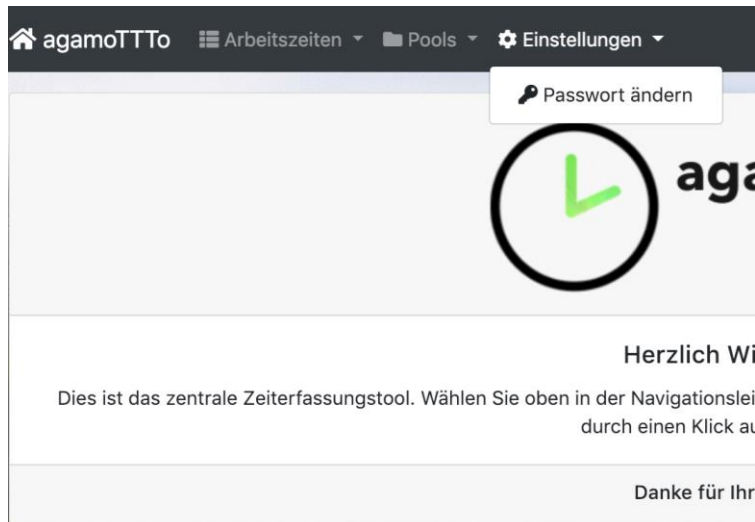 agamoTTTo Arbeitszeiten Pools Einstellungen
Passwort ändern
aga
Herzlich Wi
Dies ist das zentrale Zeiterfassungstool. Wählen Sie oben in der Navigationslei
durch einen Klick au
Danke für Ihr